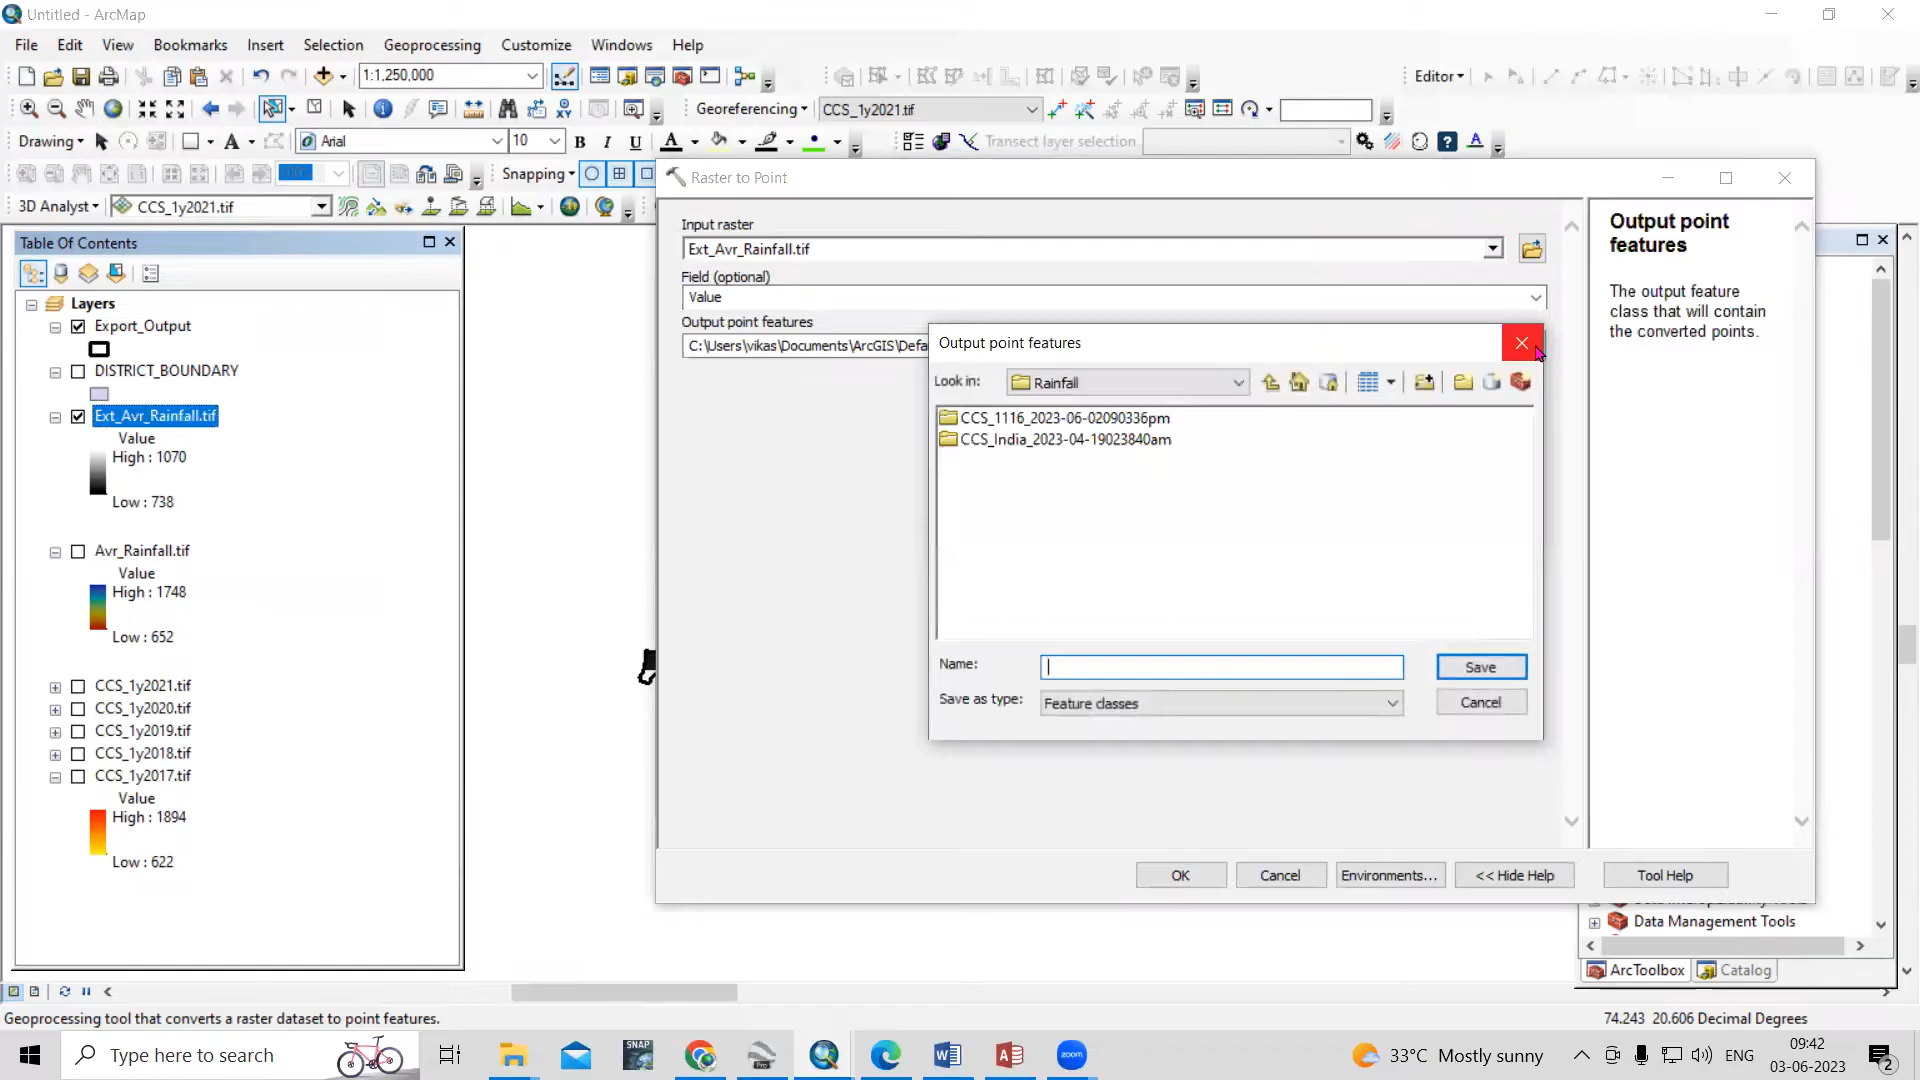 Untitled - ArcMap
File Edit View Bookmarks Insert Selection Geoprocessing Customize Windows Help
1:1,250,000
Editor
Georeferencing CCS_1y2021.tif
Drawing A Arial 10 B I U A
Transect layer selection
Snapping
3D Analyst CCS_1y2021.tif
Table Of Contents
Layers
Export_Output
DISTRICT_BOUNDARY
Ext_Avr_Rainfall.tif
Value
High : 1070
Low : 738
Avr_Rainfall.tif
Value
High : 1748
Low : 652
CCS_1y2021.tif
CCS_1y2020.tif
CCS_1y2019.tif
CCS_1y2018.tif
CCS_1y2017.tif
Value
High : 1894
Low : 622
Raster to Point
Input raster
Ext_Avr_Rainfall.tif
Field (optional)
Value
Output point features
C:\Users\vikas\Documents\ArcGIS\Defa
Output point features
Look in: Rainfall
CCS_1116_2023-06-02090336pm
CCS_India_2023-04-19023840am
Name:
Save
Save as type: Feature classes
Cancel
OK Cancel Environments... << Hide Help Tool Help
Output point
features
The output feature
class that will contain
the converted points.
Data Management Tools
ArcToolbox Catalog
Geoprocessing tool that converts a raster dataset to point features.
74.243 20.606 Decimal Degrees
Type here to search
SNAP
Pro
zoom
33°C Mostly sunny
ENG
09:42
03-06-2023
2